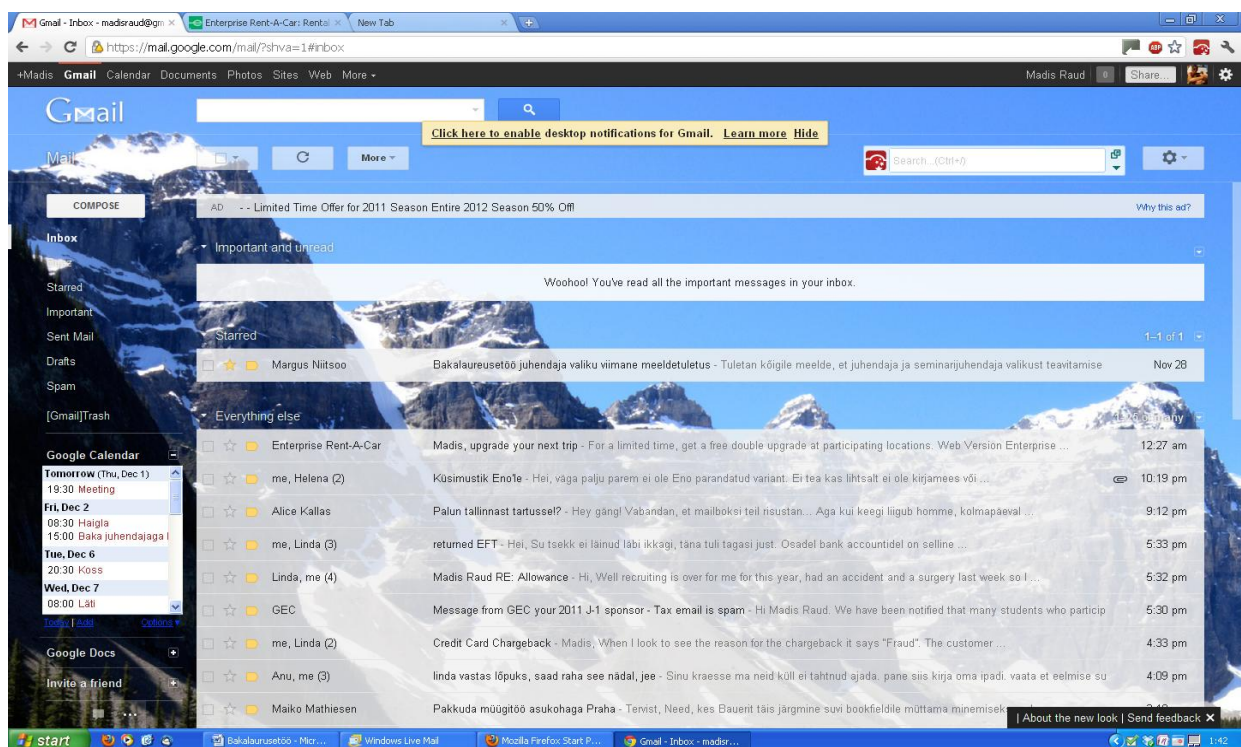 Gmail - Inbox - madisraud@gm
Enterprise Rent-A-Car: Rental
New Tab
https://mail.google.com/mail/?shva=1#inbox
ABP
+Madis Gmail Calendar Documents Photos Sites Web More
Madis Raud 0 Share...
Gmail
Click here to enable desktop notifications for Gmail. Learn more Hide
Mail
More
Search...(Ctrl+/)
COMPOSE
AD - - Limited Time Offer for 2011 Season Entire 2012 Season 50% Off!
Why this ad?
Inbox
Important and unread
Woohoo! You've read all the important messages in your inbox.
Starred
Important
Sent Mail
Drafts
Spam
[Gmail]Trash
Starred
1–1 of 1
Margus Niitsoo Bakalaureusetöö juhendaja valiku viimane meeldetuletus - Tuletan kõigile meelde, et juhendaja ja seminarijuhendaja valikust teavitamise Nov 28
Everything else
many
Enterprise Rent-A-Car Madis, upgrade your next trip - For a limited time, get a free double upgrade at participating locations. Web Version Enterprise ... 12:27 am
me, Helena (2) Küsimustik Eno1e - Hei, väga palju parem ei ole Eno parandatud variant. Ei tea kas lihtsalt ei ole kirjamees või ... 10:19 pm
Alice Kallas Palun tallinnast tartussel? - Hey gäng! Vabandan, et mailboksi teil risustan... Aga kui keegi liigub homme, kolmapäeval ... 9:12 pm
me, Linda (3) returned EFT - Hei, Su tsekk ei läinud läbi ikkagi, täna tuli tagasi just. Osadel bank accountidel on selline ... 5:33 pm
Linda, me (4) Madis Raud RE: Allowance - Hi, Well recruiting is over for me for this year, had an accident and a surgery last week so I ... 5:32 pm
GEC Message from GEC your 2011 J-1 sponsor - Tax email is spam - Hi Madis Raud. We have been notified that many students who particip 5:30 pm
me, Linda (2) Credit Card Chargeback - Madis, When I look to see the reason for the chargeback it says "Fraud". The customer ... 4:33 pm
Anu, me (3) linda vastas lõpuks, saad raha see nädal, jee - Sinu kraesse ma neid küll ei tahtnud ajada. pane siis kirja oma ipadi. vaata et eelmise su 4:09 pm
Maiko Mathiesen Pakkuda müügitöö asukohaga Praha - Tervist, Need, kes Bauerit täis järgmine suvi bookfieldile müttama minemisek
Google Calendar
Tomorrow (Thu, Dec 1)
19:30 Meeting
Fri, Dec 2
08:30 Haigla
15:00 Baka juhendajaga
Tue, Dec 6
20:30 Koss
Wed, Dec 7
08:00 Läti
Today | Add Options
Google Docs
Invite a friend
| About the new look | Send feedback X
start
Bakalaurusetöö - Micr...
Windows Live Mail
Mozilla Firefox Start P...
Gmail - Inbox - madisr...
1:42